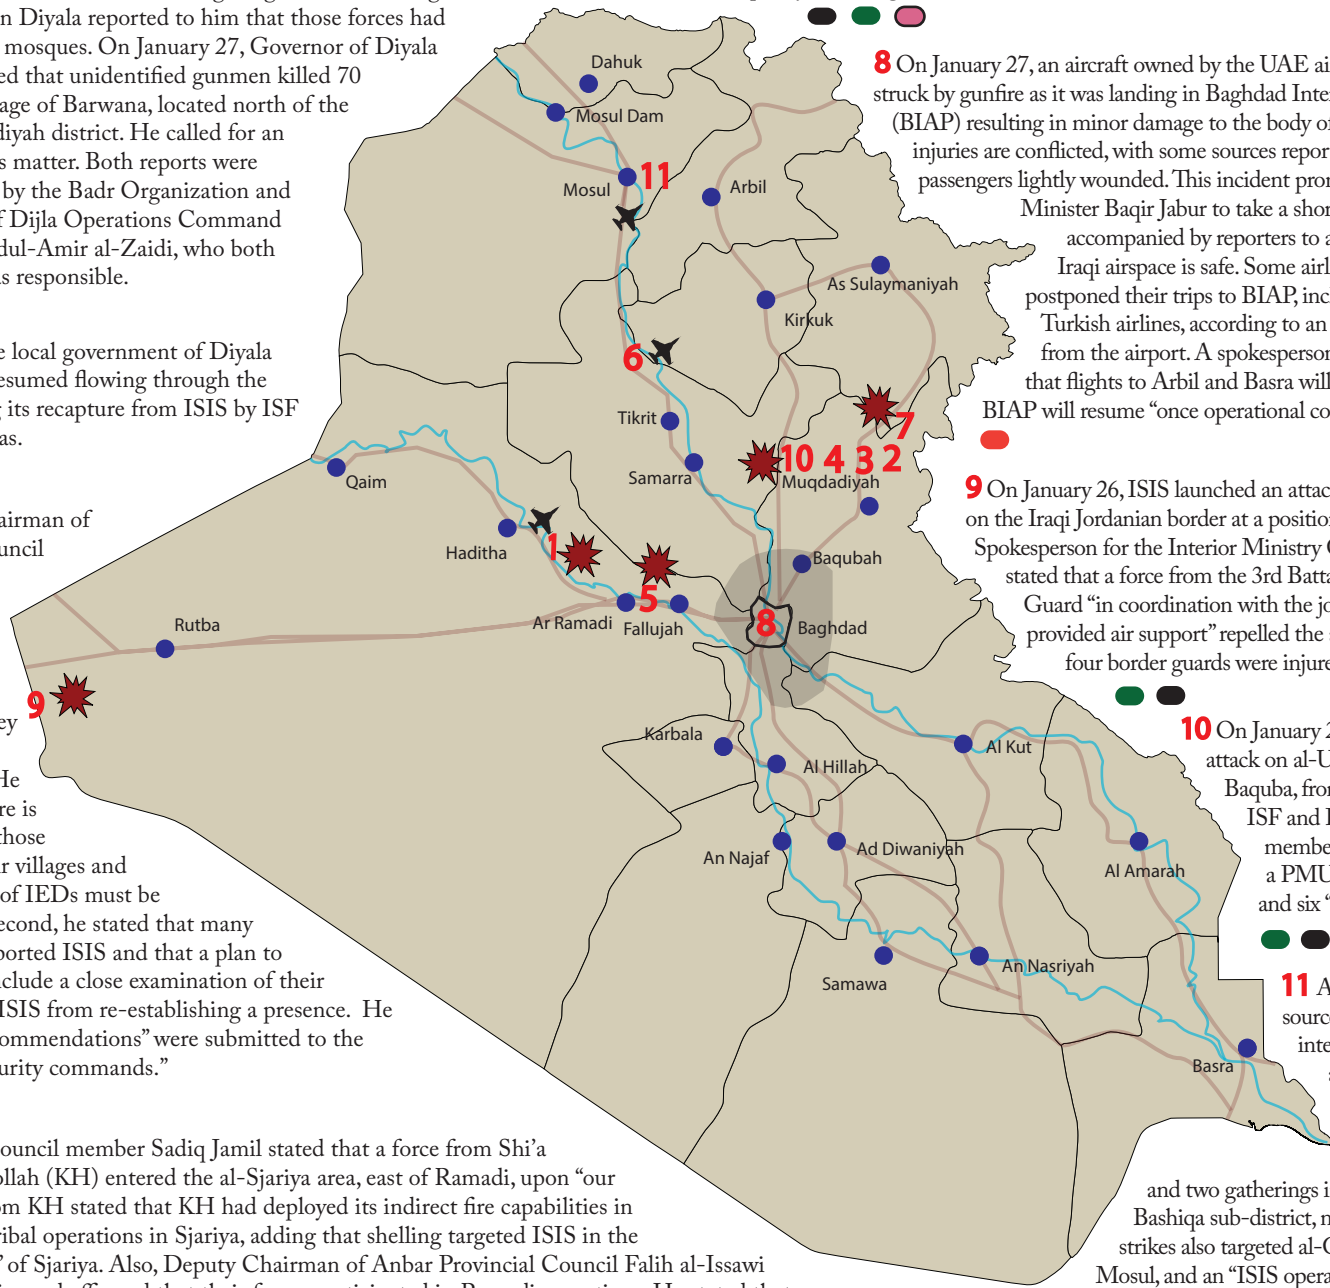 n Diyala reported to him that those forces had
mosques. On January 27, Governor of Diyala
ed that unidentified gunmen killed 70
age of Barwana, located north of the
diyah district. He called for an
s matter. Both reports were
by the Badr Organization and
f Dijla Operations Command
dul-Amir al-Zaidi, who both
as responsible.
e local government of Diyala
esumed flowing through the
g its recapture from ISIS by ISF
as.
airman of
uncil
ey
He
re is
those
r villages and
of IEDs must be
econd, he stated that many
ported ISIS and that a plan to
nclude a close examination of their
ISIS from re-establishing a presence. He
ommendations” were submitted to the
urity commands.”
ouncil member Sadiq Jamil stated that a force from Shi’a
ollah (KH) entered the al-Sjariya area, east of Ramadi, upon “our
om KH stated that KH had deployed its indirect fire capabilities in
ribal operations in Sjariya, adding that shelling targeted ISIS in the
” of Sjariya. Also, Deputy Chairman of Anbar Provincial Council Falih al-Issawi
Dahuk
Mosul Dam
Mosul
11
Arbil
As Sulaymaniyah
Kirkuk
6
Tikrit
7
10 4 3 2
Samarra
Muqdadiyah
Qaim
Haditha
1
Baqubah
5
Ar Ramadi
Fallujah
8
Baghdad
Rutba
9
Karbala
Al Hillah
Al Kut
An Najaf
Ad Diwaniyah
Al Amarah
Samawa
An Nasriyah
Basra
8 On January 27, an aircraft owned by the UAE ai
struck by gunfire as it was landing in Baghdad Inter
(BIAP) resulting in minor damage to the body o
injuries are conflicted, with some sources repor
passengers lightly wounded. This incident pro
Minister Baqir Jabur to take a shor
accompanied by reporters to a
Iraqi airspace is safe. Some airl
postponed their trips to BIAP, inc
Turkish airlines, according to an
from the airport. A spokesperson
that flights to Arbil and Basra will
BIAP will resume “once operational co
9 On January 26, ISIS launched an attac
on the Iraqi Jordanian border at a position
Spokesperson for the Interior Ministry
stated that a force from the 3rd Batta
Guard “in coordination with the jo
provided air support” repelled the
four border guards were injure
10 On January 2
attack on al-U
Baquba, fro
ISF and
membe
a PMU
and six “
11 A
source
inte
and two gatherings i
Bashiqa sub-district, n
strikes also targeted al-
Mosul, and an “ISIS opera